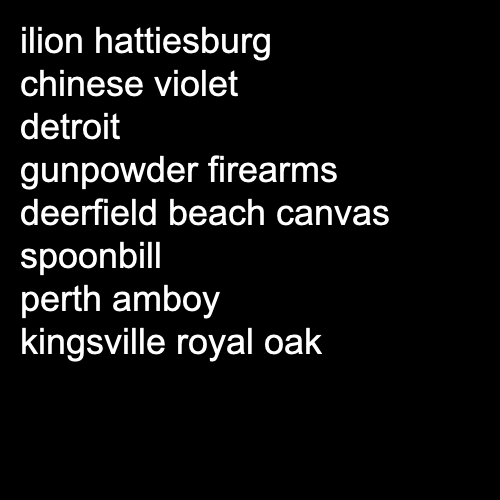 ilion hattiesburg
chinese violet
detroit
gunpowder firearms
deerfield beach canvas
spoonbill
perth amboy
kingsville royal oak